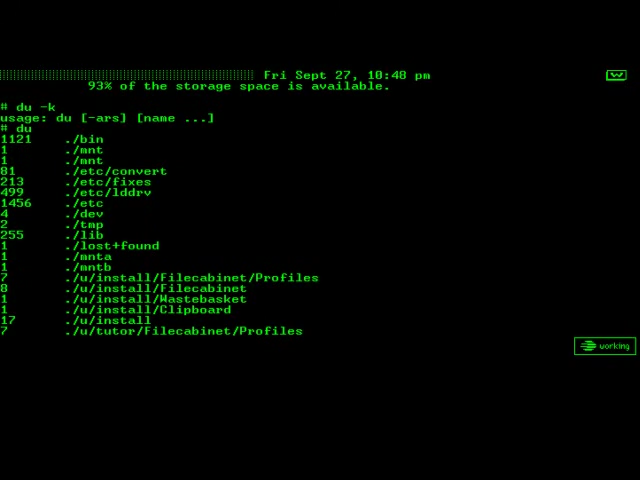 Fri Sept 27, 10:48 pm
W
93% of the storage space is available.
# du -k
usage: du [-ars] [name ...]
# du
1121 ./bin
1 ./mnt
1 ./mnt
81 ./etc/convert
213 ./etc/fixes
499 ./etc/lddrv
1456 ./etc
4 ./dev
2 ./tmp
255 ./lib
1 ./lost+found
1 ./mnta
1 ./mntb
7 ./u/install/Filecabinet/Profiles
8 ./u/install/Filecabinet
1 ./u/install/Wastebasket
1 ./u/install/Clipboard
17 ./u/install
7 ./u/tutor/Filecabinet/Profiles
working